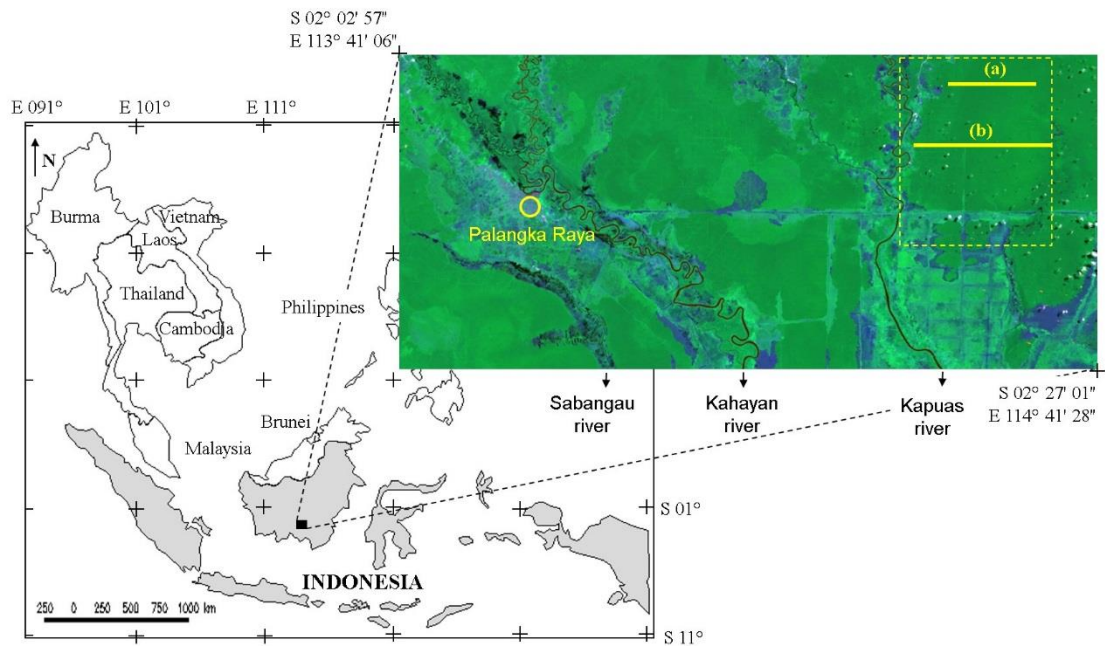 S 02° 02' 57"
E 113° 41' 06"
E 091°
E 101°
E 111°
N
(a)
(b)
Palangka Raya
Burma
Vietnam
Laos
Thailand
Cambodja
Philippines
Sabangau
river
Kahayan
river
Kapuas
river
S 02° 27' 01"
E 114° 41' 28"
Brunei
Malaysia
S 01°
INDONESIA
250 0 250 500 750 1000 km
S 11°